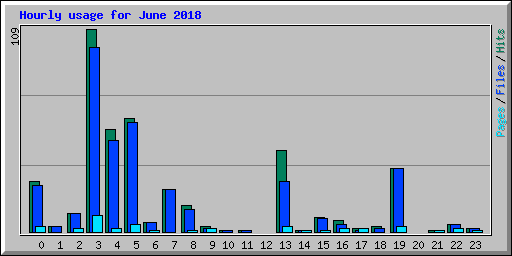 Hourly usage for June 2018
109
Pages/Files/Hits
0 1 2 3 4 5 6 7 8 9 10 11 12 13 14 15 16 17 18 19 20 21 22 23